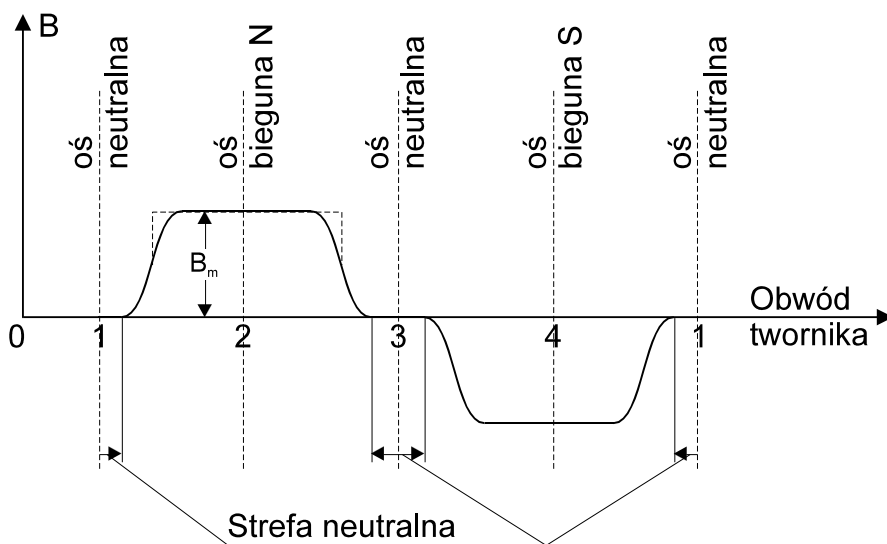 B
oś
neutralna
oś
bieguna N
oś
neutralna
oś
bieguna S
oś
neutralna
Bm
0
1
2
3
4
1
Obwód
twornika
Strefa neutralna